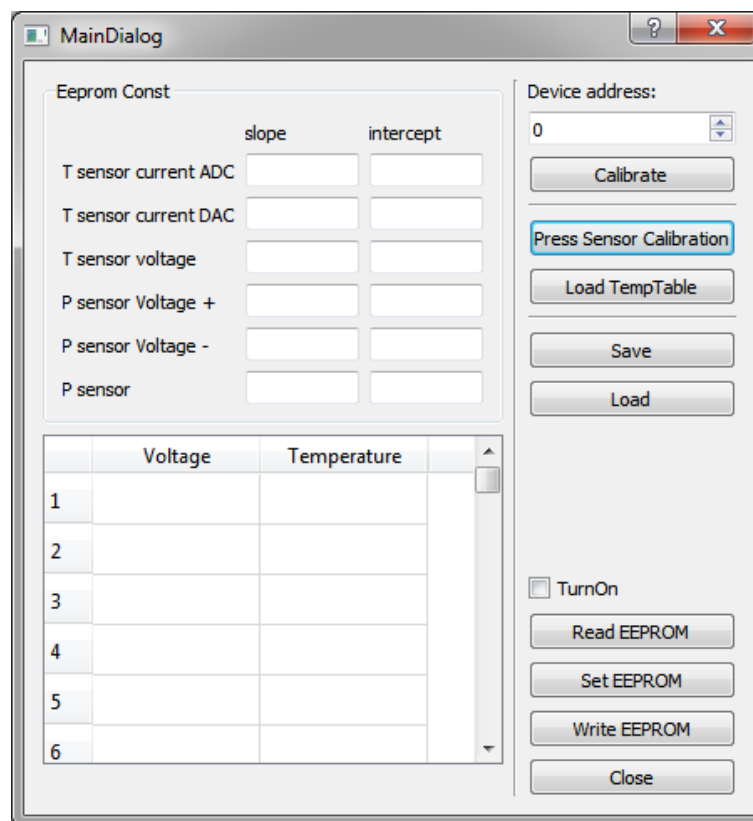 MainDialog
Eeprom Const
slope intercept
T sensor current ADC
T sensor current DAC
T sensor voltage
P sensor Voltage +
P sensor Voltage -
P sensor
Voltage Temperature
1
2
3
4
5
6
Device address:
0
Calibrate
Press Sensor Calibration
Load TempTable
Save
Load
TurnOn
Read EEPROM
Set EEPROM
Write EEPROM
Close